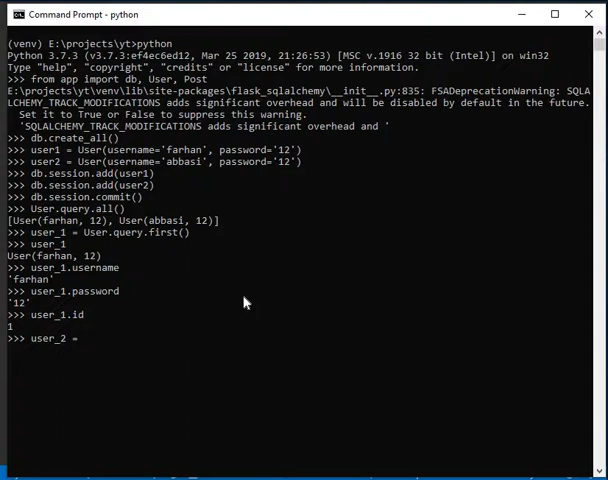 Command Prompt - python
(venv) E:\projects\yt>python
Python 3.7.3 (v3.7.3:ef4ec6ed12, Mar 25 2019, 21:26:53) [MSC v.1916 32 bit (Intel)] on win32
Type "help", "copyright", "credits" or "license" for more information.
>>> from app import db, User, Post
E:\projects\yt\venv\lib\site-packages\flask_sqlalchemy\__init__.py:835: FSADeprecationWarning: SQLA
LCHEMY_TRACK_MODIFICATIONS adds significant overhead and will be disabled by default in the future.
  Set it to True or False to suppress this warning.
  'SQLALCHEMY_TRACK_MODIFICATIONS adds significant overhead and '
>>> db.create_all()
>>> user1 = User(username='farhan', password='12')
>>> user2 = User(username='abbasi', password='12')
>>> db.session.add(user1)
>>> db.session.add(user2)
>>> db.session.commit()
>>> User.query.all()
[User(farhan, 12), User(abbasi, 12)]
>>> user_1 = User.query.first()
>>> user_1
User(farhan, 12)
>>> user_1.username
'farhan'
>>> user_1.password
'12'
>>> user_1.id
1
>>> user_2 =